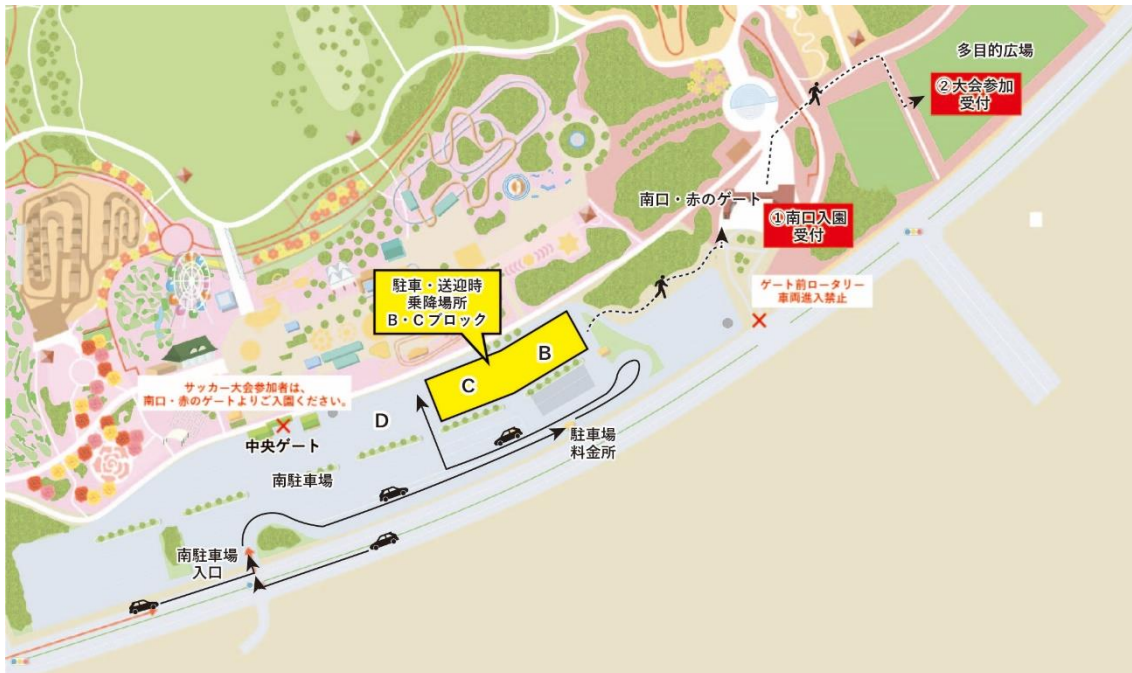 多目的広場
②大会参加
受付
南口・赤のゲート
①南口入園
受付
ゲート前ロータリー
車両進入禁止
駐車・送迎時
乗降場所
B・Cブロック
B
C
サッカー大会参加者は、
南口・赤のゲートよりご入園ください。
中央ゲート
D
駐車場
料金所
南駐車場
南駐車場
入口